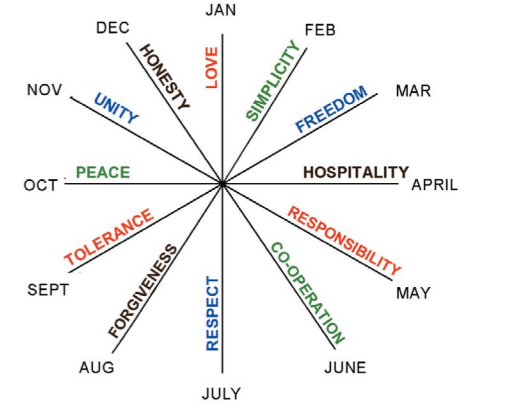 JAN
LOVE
FEB
SIMPLICITY
MAR
FREEDOM
APRIL
HOSPITALITY
MAY
RESPONSIBILITY
JUNE
CO-OPERATION
JULY
RESPECT
AUG
FORGIVENESS
SEPT
TOLERANCE
OCT
PEACE
NOV
UNITY
DEC
HONESTY